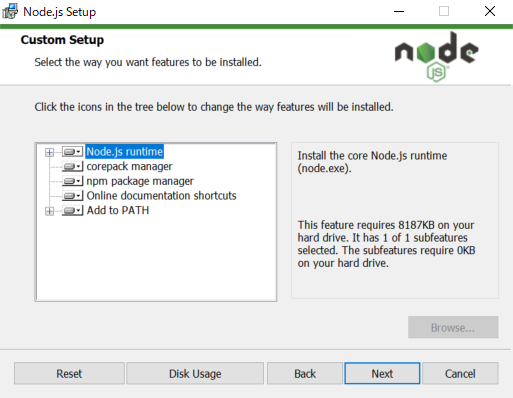 Node.js Setup
Custom Setup
Select the way you want features to be installed.
node
JS
Click the icons in the tree below to change the way features will be installed.
Node.js runtime
corepack manager
npm package manager
Online documentation shortcuts
Add to PATH
Install the core Node.js runtime
(node.exe).
This feature requires 8187KB on your
hard drive. It has 1 of 1 subfeatures
selected. The subfeatures require 0KB
on your hard drive.
Browse...
Reset
Disk Usage
Back
Next
Cancel